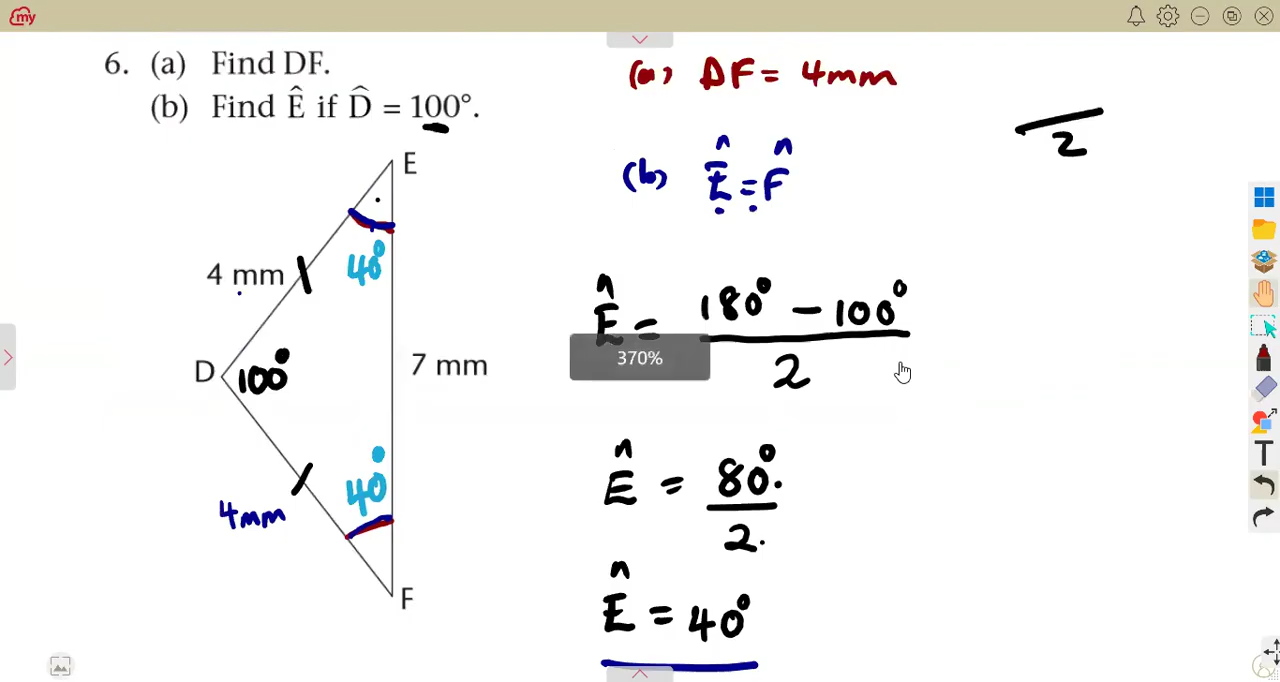 my
6. (a) Find DF.
(b) Find Ê if D̂ = 100°.
(a) DF = 4mm
2
(b) Ê = F̂
E
40°
4 mm
Ê = 180° - 100°
2
370%
D
100°
7 mm
40°
4mm
Ê = 80°.
2.
F
Ê = 40°
T